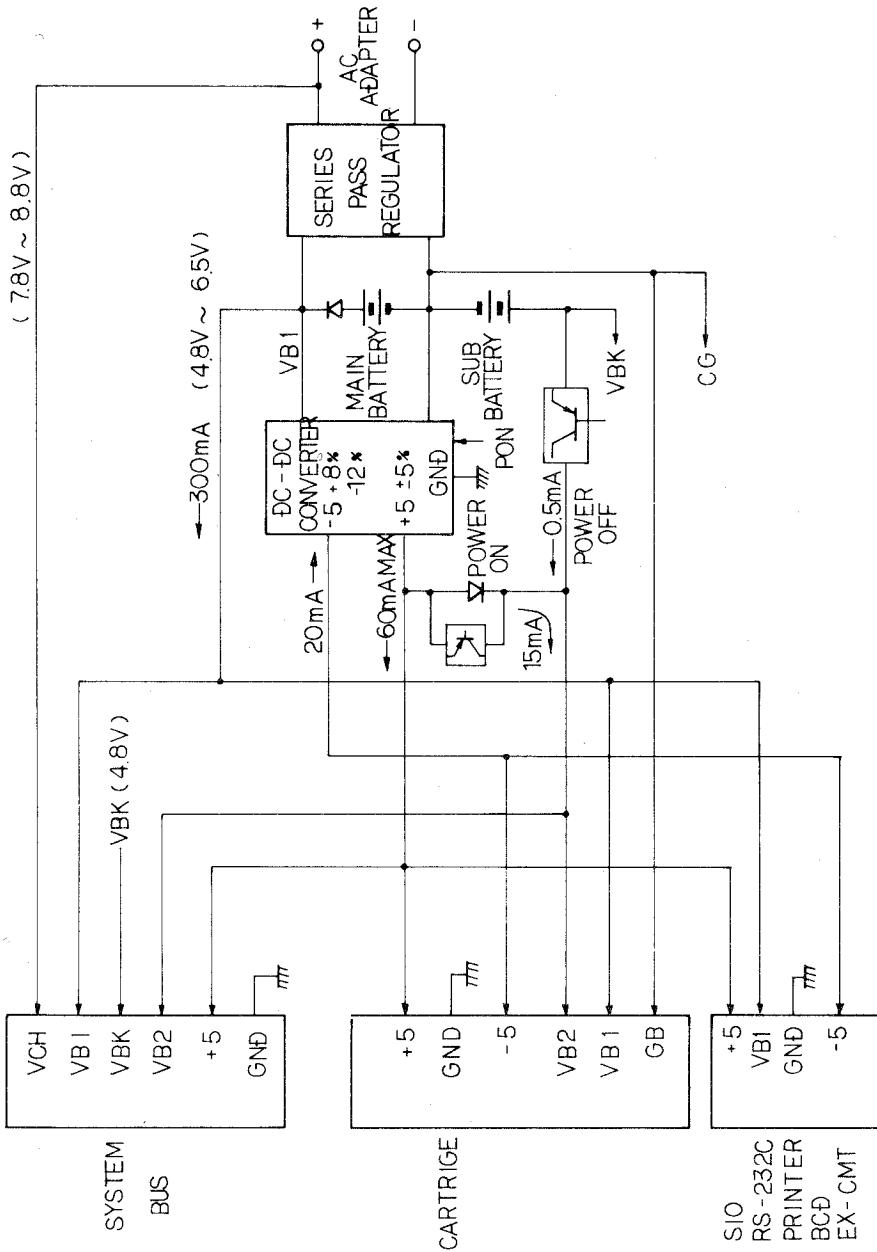 ( 7.8V ~ 8.8V )
←300mA (4.8V ~ 6.5V)
+
-
AC
ADAPTER
SERIES
PASS
REGULATOR
VB1
MAIN
BATTERY
SUB
BATTERY
VBK
CG
DC-DC
CONVERTER
-5 +8%
-12%
+5 ±5%
GND
PON
20mA →
←60mA MAX
POWER
ON
15mA
←0.5mA
POWER
OFF
VBK (4.8V)
VCH
VB1
VBK
VB2
+5
GND
SYSTEM
BUS
+5
GND
-5
VB2
VB1
GB
CARTRIGE
+5
VB1
GND
-5
SIO
RS-232C
PRINTER
BCD
EX-CMT